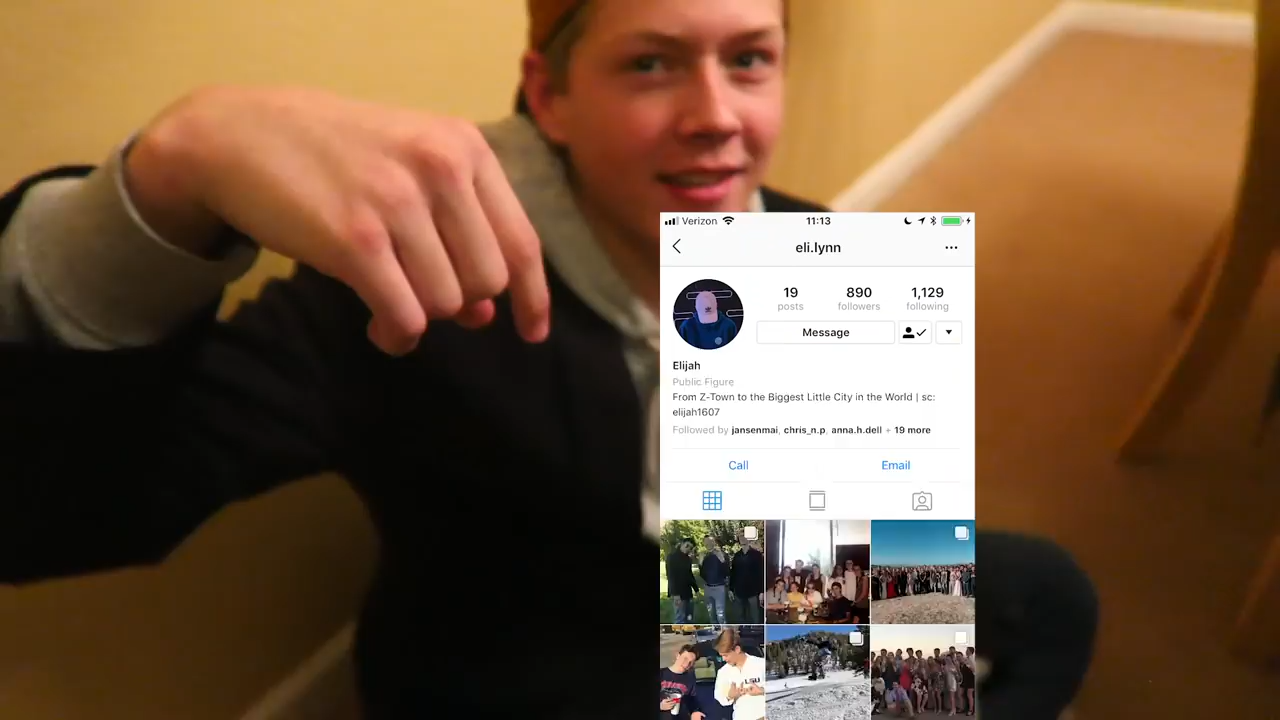 Verizon 11:13
eli.lynn
19 890 1,129
posts followers following
Message
Elijah
Public Figure
From Z-Town to the Biggest Little City in the World | sc:
elijah1607
Followed by jansenmai, chris_n.p, anna.h.dell + 19 more
Call Email
LSU